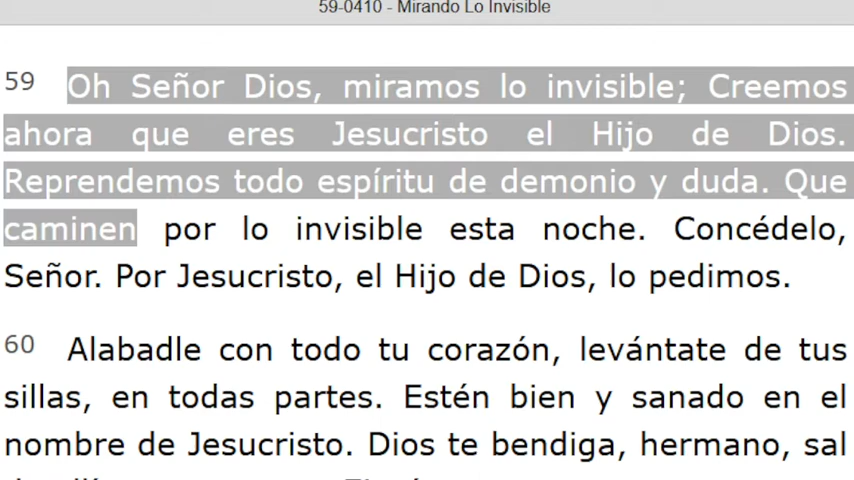 59-0410 - Mirando Lo Invisible
59 Oh Señor Dios, miramos lo invisible; Creemos
ahora que eres Jesucristo el Hijo de Dios.
Reprendemos todo espíritu de demonio y duda. Que
caminen por lo invisible esta noche. Concédelo,
Señor. Por Jesucristo, el Hijo de Dios, lo pedimos.
60 Alabadle con todo tu corazón, levántate de tus
sillas, en todas partes. Estén bien y sanado en el
nombre de Jesucristo. Dios te bendiga, hermano, sal